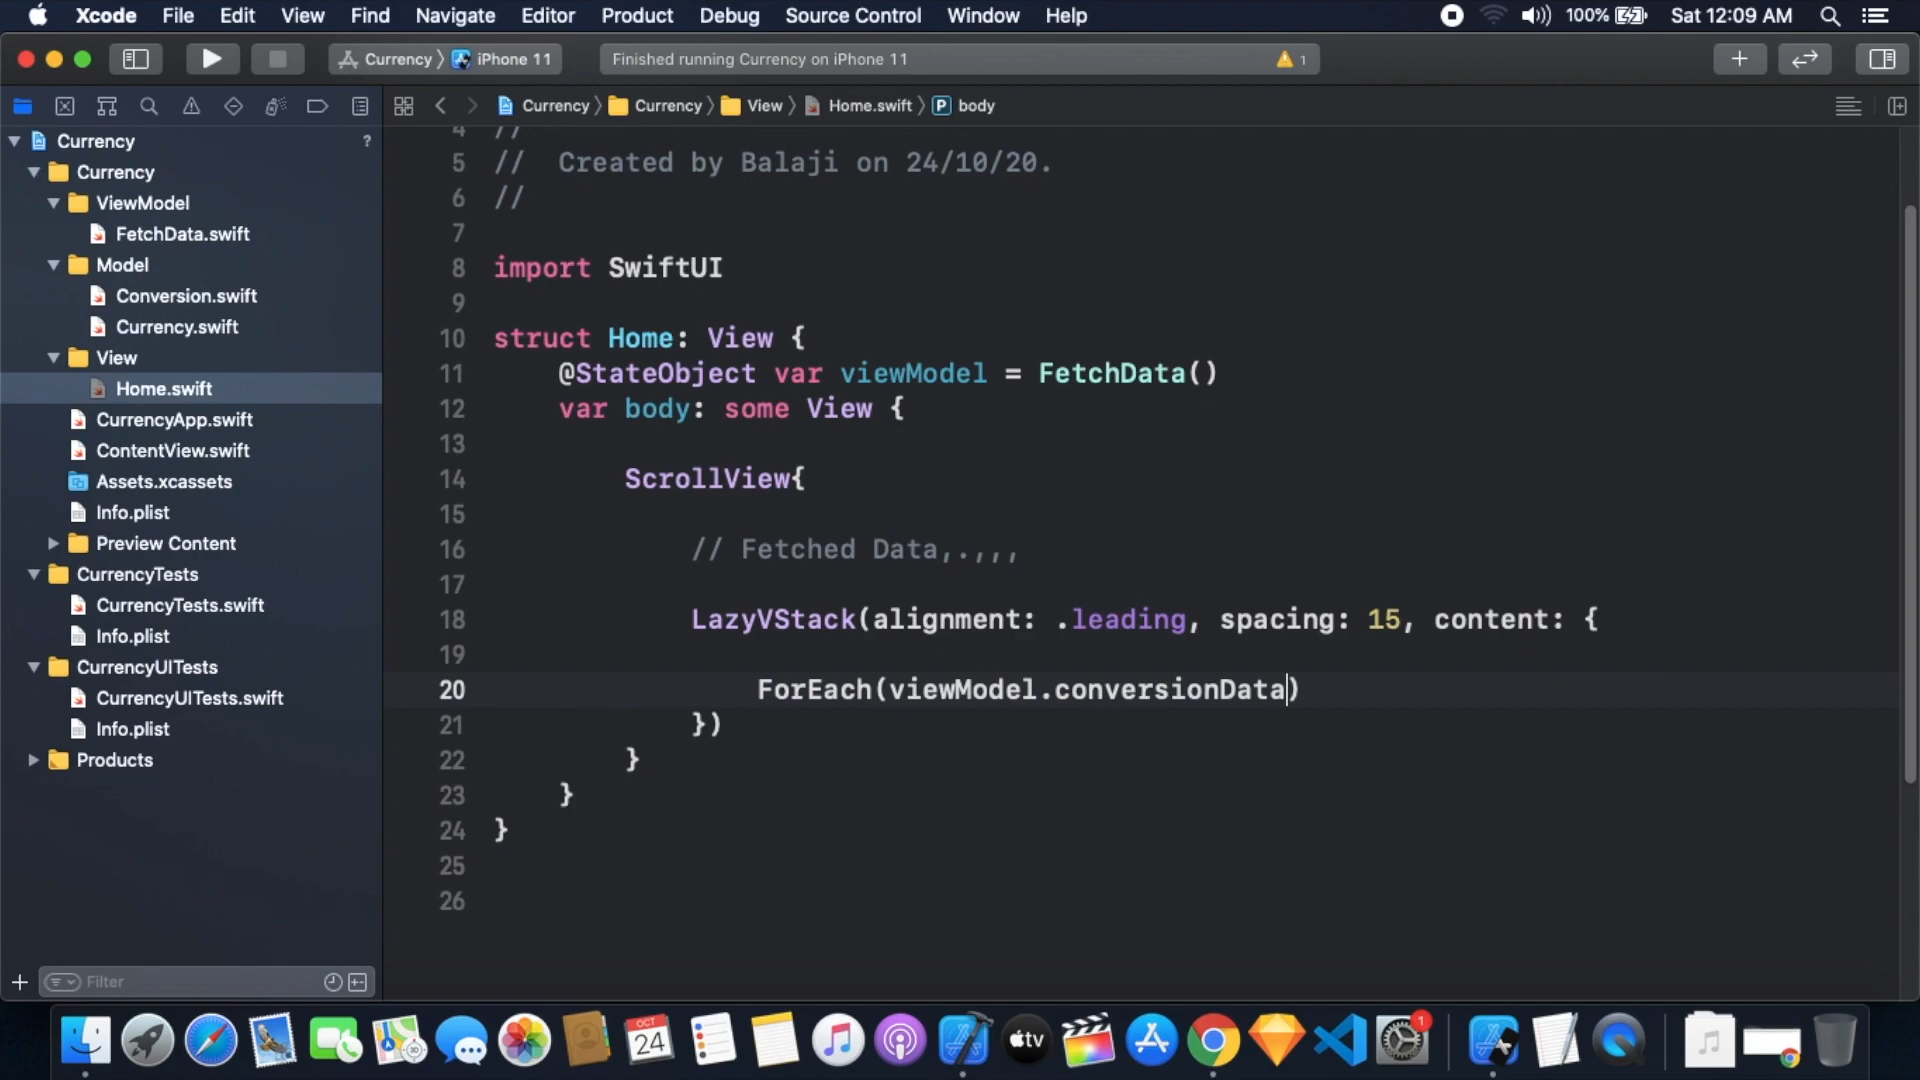 Xcode File Edit View Find Navigate Editor Product Debug Source Control Window Help 100% Sat 12:09 AM
Currency 〉 iPhone 11 Finished running Currency on iPhone 11 1
Currency 〉 Currency 〉 View 〉 Home.swift 〉 P body
Currency ?
Currency
ViewModel
FetchData.swift
Model
Conversion.swift
Currency.swift
View
Home.swift
CurrencyApp.swift
ContentView.swift
Assets.xcassets
Info.plist
Preview Content
CurrencyTests
CurrencyTests.swift
Info.plist
CurrencyUITests
CurrencyUITests.swift
Info.plist
Products
Filter
4 //
5 //  Created by Balaji on 24/10/20.
6 //
7
8 import SwiftUI
9
10 struct Home: View {
11     @StateObject var viewModel = FetchData()
12     var body: some View {
13
14         ScrollView{
15
16             // Fetched Data,.,,,
17
18             LazyVStack(alignment: .leading, spacing: 15, content: {
19
20                 ForEach(viewModel.conversionData)
21             })
22         }
23     }
24 }
25
26
OCT
24
tv
1